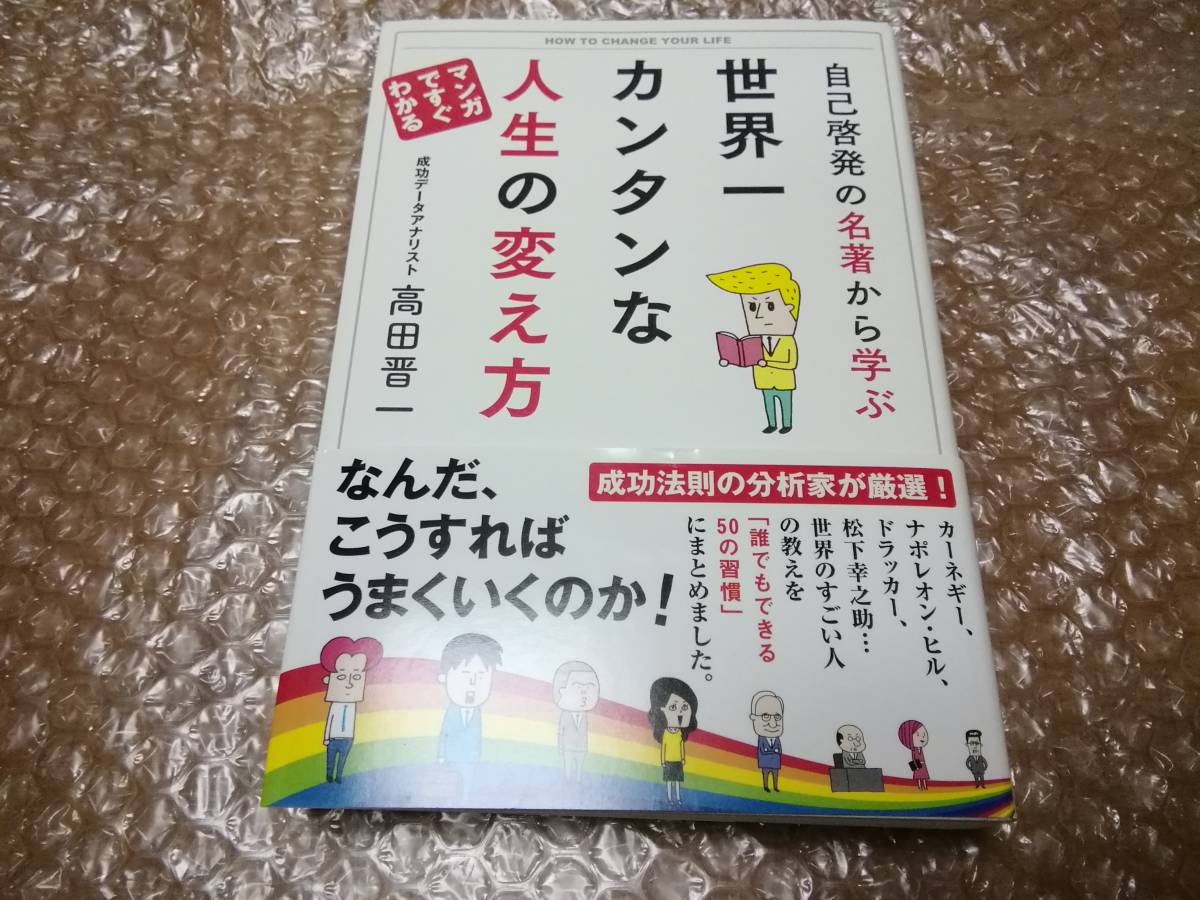 HOW TO CHANGE YOUR LIFE
自己啓発の名著から学ぶ
世界一
カンタンな
人生の変え方
マンガ
ですぐ
わかる
成功データアナリスト
高田晋一
成功法則の分析家が厳選！
カーネギー、
ナポレオン・ヒル、
ドラッカー、
松下幸之助…
世界のすごい人
の教えを
「誰でもできる
50の習慣」
にまとめました。
なんだ、
こうすれば
うまくいくのか！